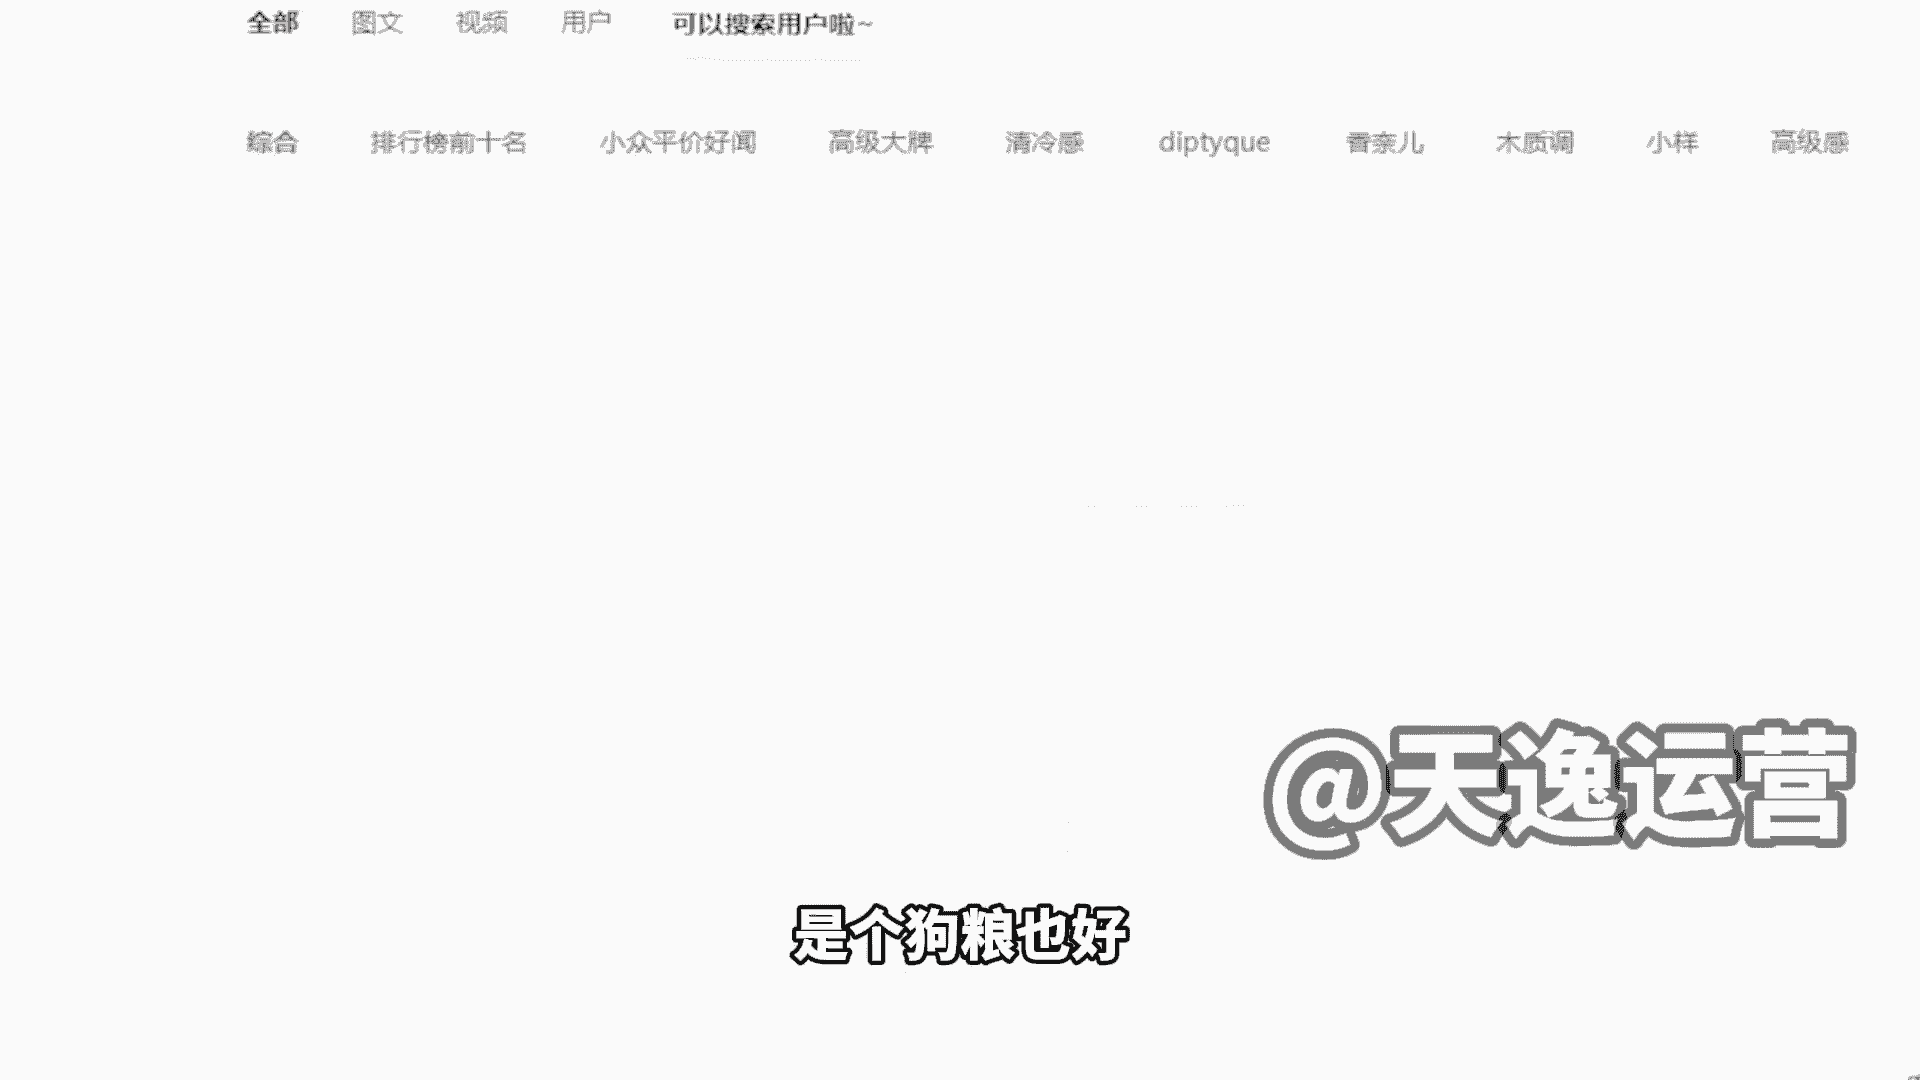 全部 图文 视频 用户 可以搜索用户啦~
综合 排行榜前十名 小众平价好闻 高级大牌 清冷感 diptyque 香奈儿 木质调 小样 高级感
@天逸运营
是个狗粮也好